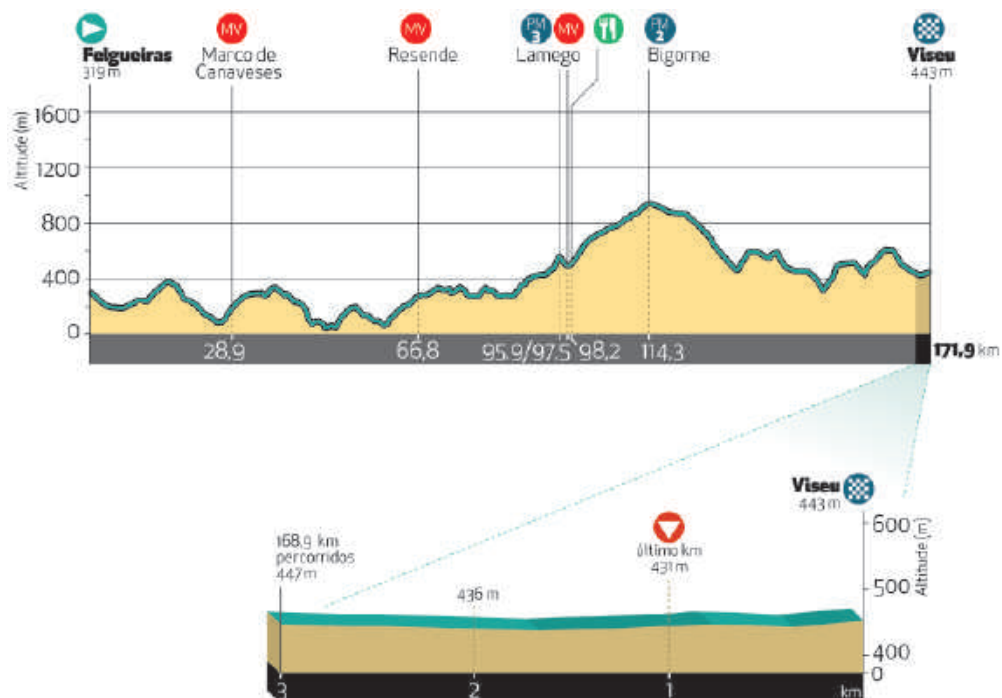 MV
MV
PM
3
MV
PM
2
Felgueiras
319 m
Marco de
Canaveses
Resende
Lamego
Bigorne
Viseu
443 m
Altitude (m)
1600
1200
800
400
0
28,9
66,8
95,9/97,5
98,2
114,3
171,9 km
Viseu
443 m
168,9 km
percorridos
447 m
436 m
último km
431 m
600
500
400
0
Altitude (m)
3
2
1
km